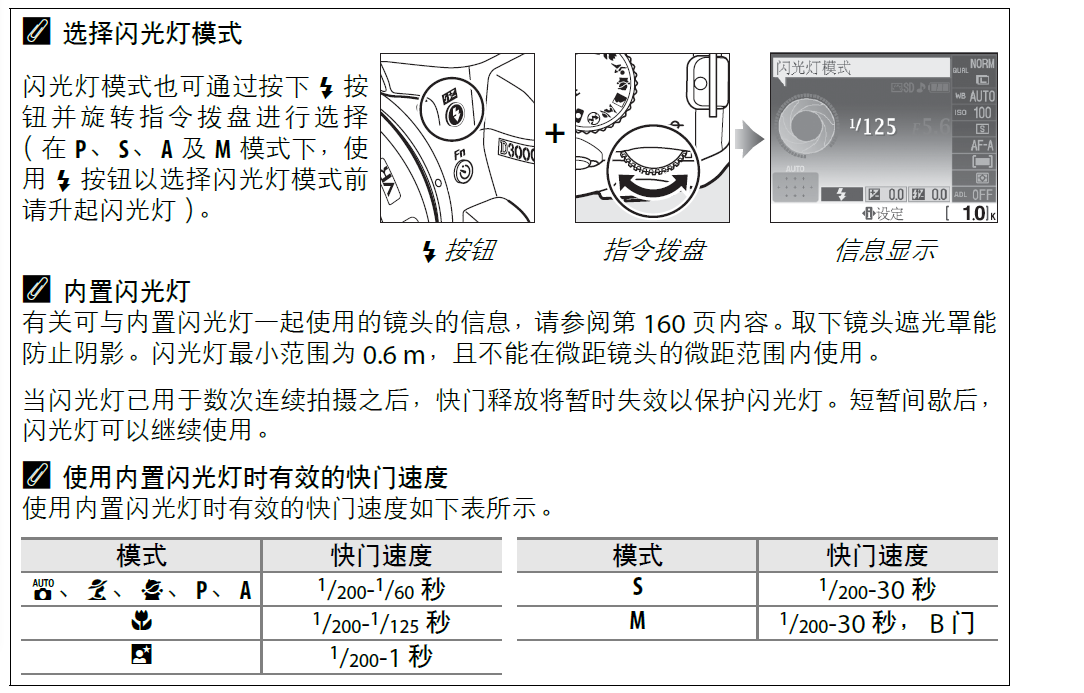 选择闪光灯模式
闪光灯模式也可通过按下 按
钮并旋转指令拨盘进行选择
( 在 P、 S、 A 及 M 模式下，使
用 按钮以选择闪光灯模式前
请升起闪光灯 )。
Fn
D3000
+
闪光灯模式
SD
1/125
F5.6
AUTO
0.0
0.0
设定
[ 1.0]K
QUAL NORM
L
WB AUTO
ISO 100
S
AF-A
ADL OFF
按钮
指令拨盘
信息显示
内置闪光灯
有关可与内置闪光灯一起使用的镜头的信息，请参阅第 160 页内容。取下镜头遮光罩能
防止阴影。闪光灯最小范围为 0.6 m，且不能在微距镜头的微距范围内使用。
当闪光灯已用于数次连续拍摄之后，快门释放将暂时失效以保护闪光灯。短暂间歇后，
闪光灯可以继续使用。
使用内置闪光灯时有效的快门速度
使用内置闪光灯时有效的快门速度如下表所示。
模式 快门速度
AUTO、 、 、 P、 A 1/200-1/60 秒
1/200-1/125 秒
1/200-1 秒
模式 快门速度
S 1/200-30 秒
M 1/200-30 秒， B 门